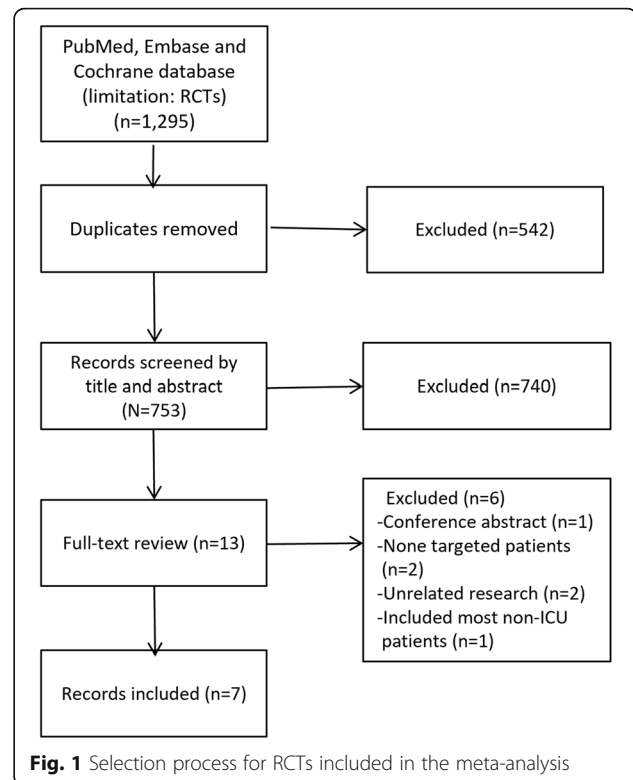 PubMed, Embase and
Cochrane database
(limitation: RCTs)
(n=1,295)
Duplicates removed
Excluded (n=542)
Records screened by
title and abstract
(N=753)
Excluded (n=740)
Full-text review (n=13)
Excluded (n=6)
-Conference abstract (n=1)
-None targeted patients
(n=2)
-Unrelated research (n=2)
-Included most non-ICU
patients (n=1)
Records included (n=7)
Fig. 1 Selection process for RCTs included in the meta-analysis